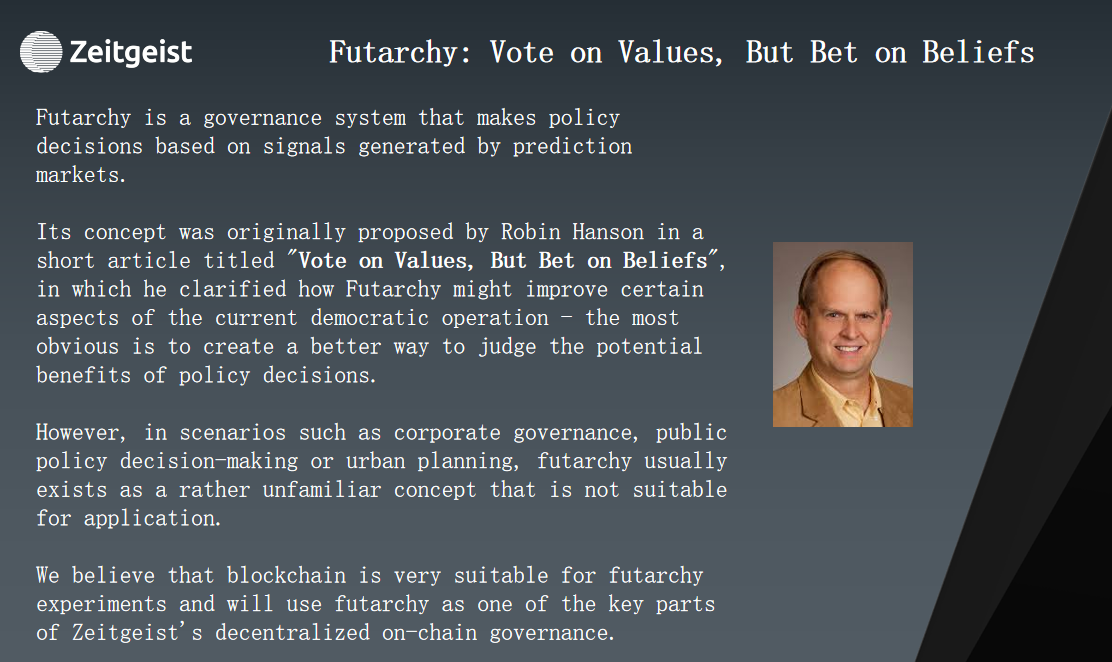 Zeitgeist
Futarchy: Vote on Values, But Bet on Beliefs
Futarchy is a governance system that makes policy
decisions based on signals generated by prediction
markets.
Its concept was originally proposed by Robin Hanson in a
short article titled "Vote on Values, But Bet on Beliefs",
in which he clarified how Futarchy might improve certain
aspects of the current democratic operation - the most
obvious is to create a better way to judge the potential
benefits of policy decisions.
However, in scenarios such as corporate governance, public
policy decision-making or urban planning, futarchy usually
exists as a rather unfamiliar concept that is not suitable
for application.
We believe that blockchain is very suitable for futarchy
experiments and will use futarchy as one of the key parts
of Zeitgeist's decentralized on-chain governance.